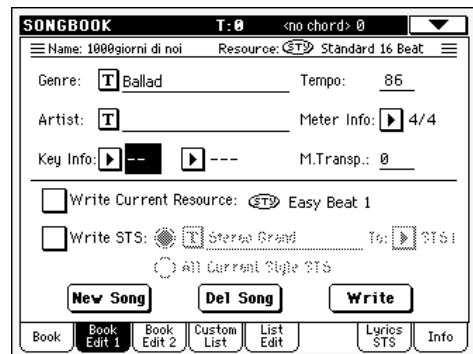 SONGBOOK T:0 <no chord> 0
Name: 1000giorni di noi Resource: STY Standard 16 Beat
Genre: T Ballad Tempo: 86
Artist: T Meter Info: 4/4
Key Info: -- --- M.Transp.: 0
Write Current Resource: STY Easy Beat 1
Write STS: T Stereo Grand To: STS1
All Current Style STS
New Song Del Song Write
Book Book Edit 1 Book Edit 2 Custom List List Edit Lyrics STS Info